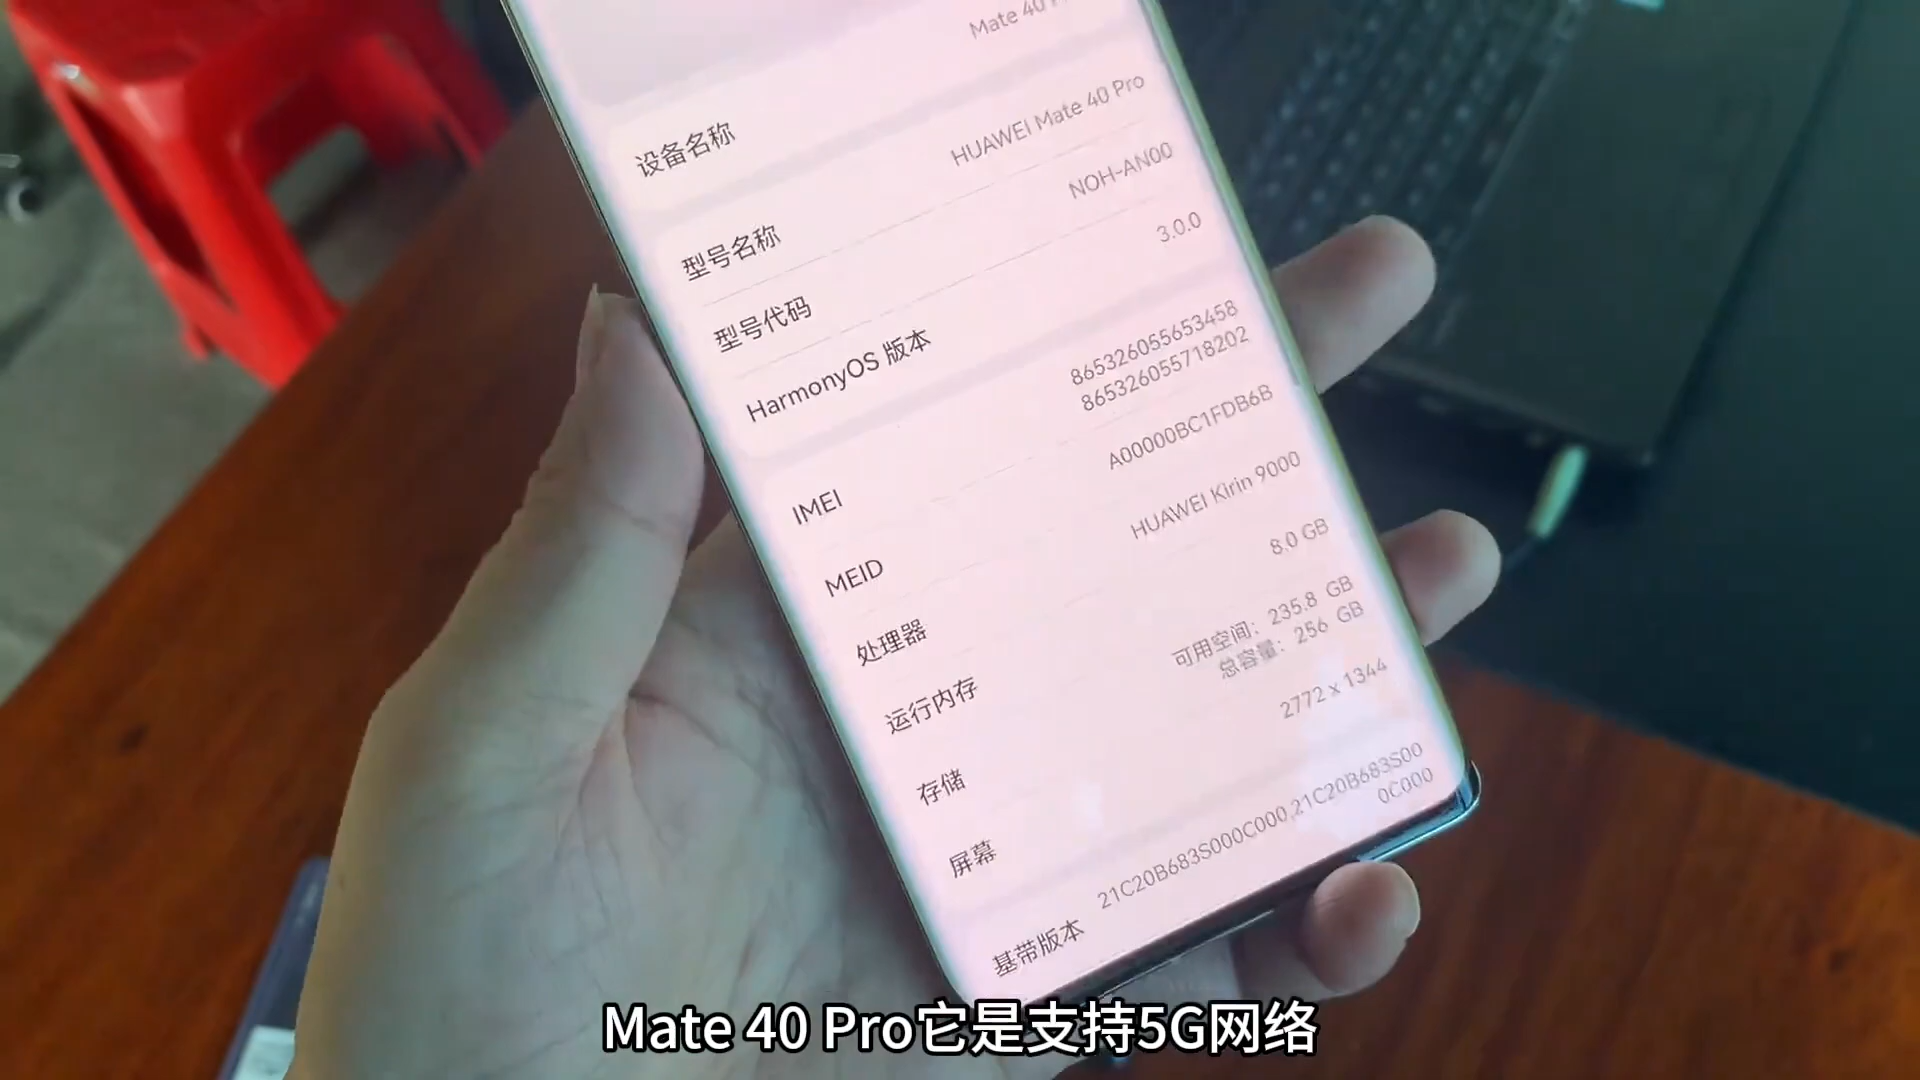 Mate 40
设备名称
HUAWEI Mate 40 Pro
型号名称
NOH-AN00
型号代码
3.0.0
HarmonyOS 版本
865326055653458
865326055718202
IMEI
A00000BC1FDB6B
MEID
HUAWEI Kirin 9000
处理器
8.0 GB
运行内存
可用空间: 235.8 GB
总容量: 256 GB
存储
2772 x 1344
屏幕
21C20B683S000C000,21C20B683S00
0C000
基带版本
Mate 40 Pro它是支持5G网络